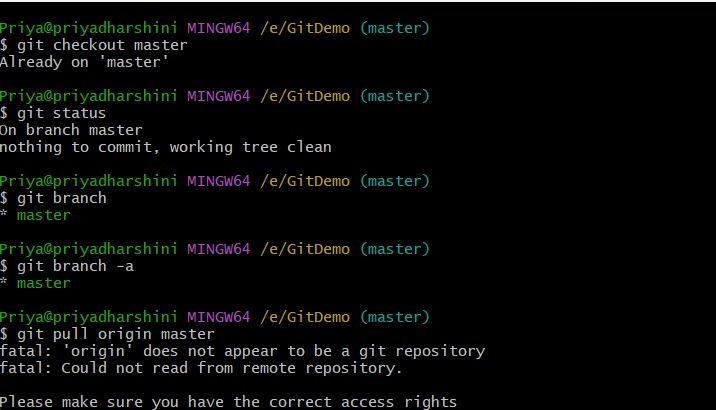 Priya@priyadharshini MINGW64 /e/GitDemo (master)
$ git checkout master
Already on 'master'
Priya@priyadharshini MINGW64 /e/GitDemo (master)
$ git status
On branch master
nothing to commit, working tree clean
Priya@priyadharshini MINGW64 /e/GitDemo (master)
$ git branch
* master
Priya@priyadharshini MINGW64 /e/GitDemo (master)
$ git branch -a
* master
Priya@priyadharshini MINGW64 /e/GitDemo (master)
$ git pull origin master
fatal: 'origin' does not appear to be a git repository
fatal: Could not read from remote repository.
Please make sure you have the correct access rights